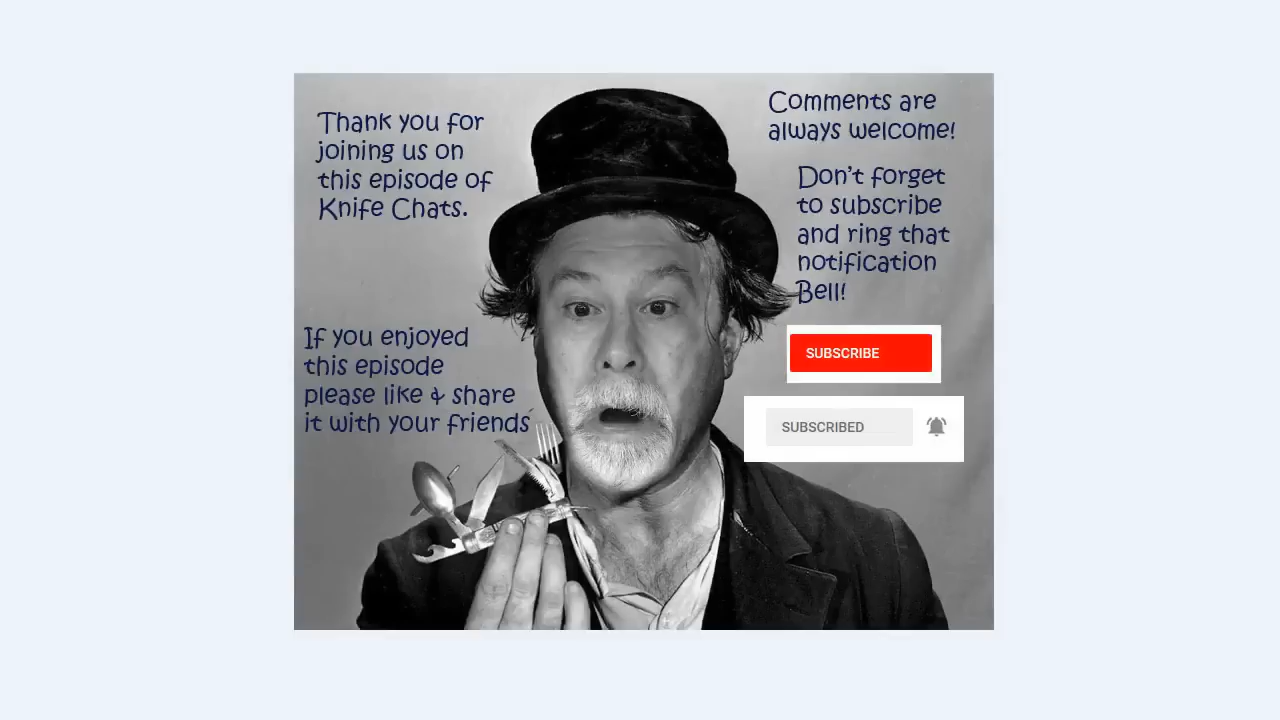 Thank you for
joining us on
this episode of
Knife Chats.
Comments are
always welcome!
Don't forget
to subscribe
and ring that
notification
Bell!
If you enjoyed
this episode
please like & share
it with your friends
SUBSCRIBE
SUBSCRIBED